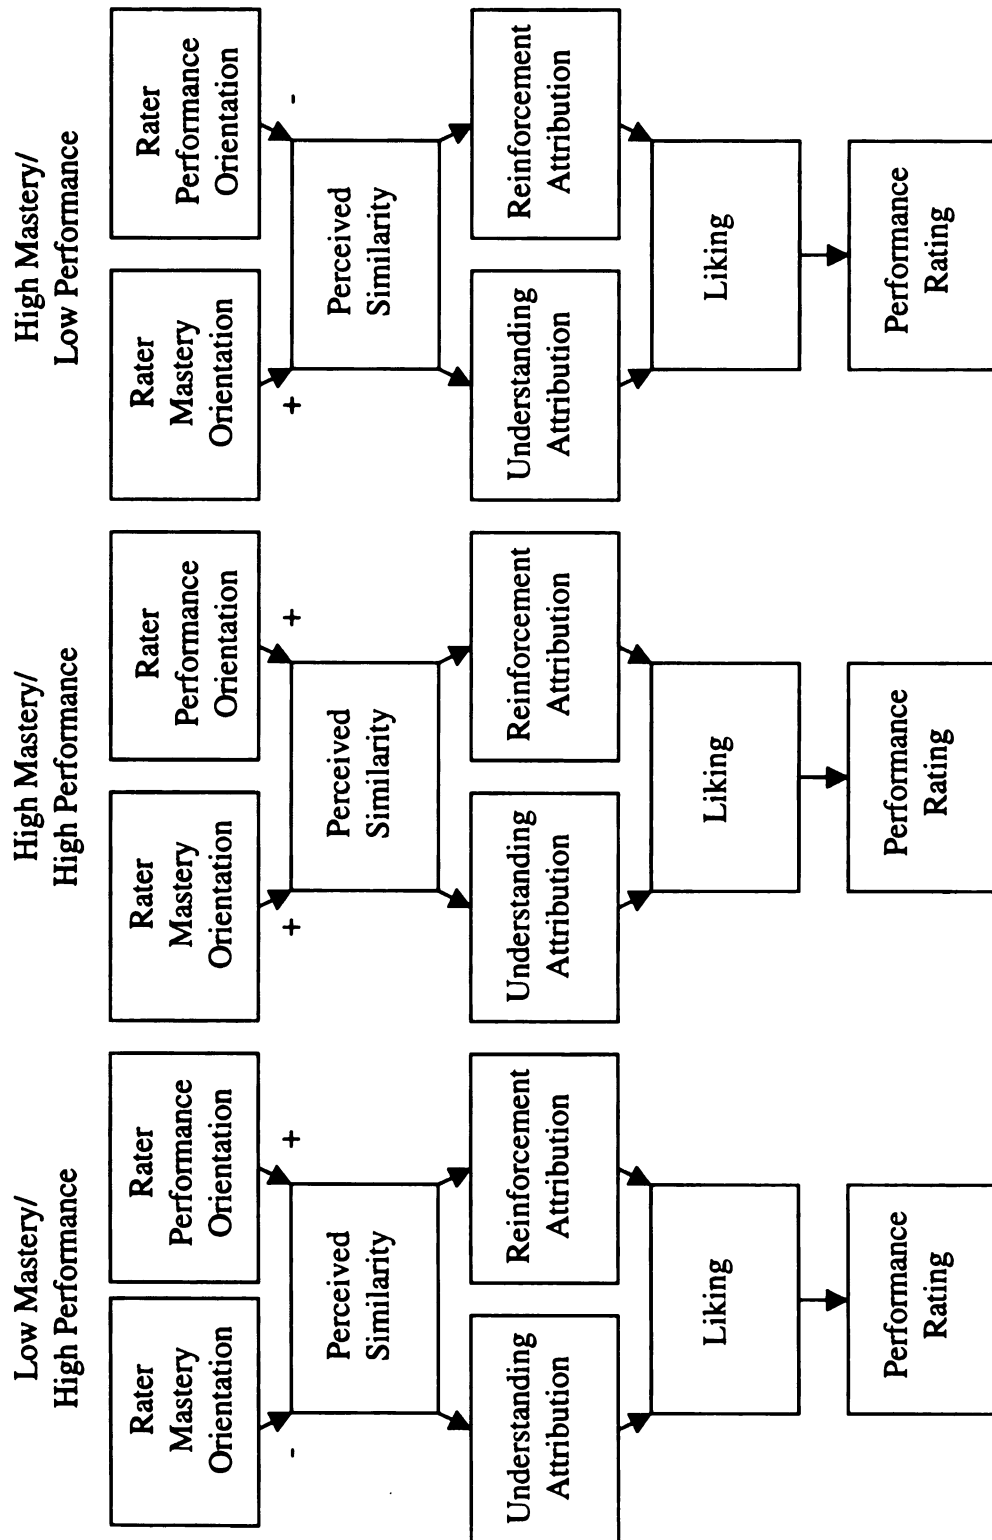 Low Mastery/
High Performance
Rater
Mastery
Orientation
Rater
Performance
Orientation
-
+
Perceived
Similarity
Understanding
Attribution
Reinforcement
Attribution
Liking
Performance
Rating
High Mastery/
High Performance
Rater
Mastery
Orientation
Rater
Performance
Orientation
+
+
Perceived
Similarity
Understanding
Attribution
Reinforcement
Attribution
Liking
Performance
Rating
High Mastery/
Low Performance
Rater
Mastery
Orientation
Rater
Performance
Orientation
+
-
Perceived
Similarity
Understanding
Attribution
Reinforcement
Attribution
Liking
Performance
Rating